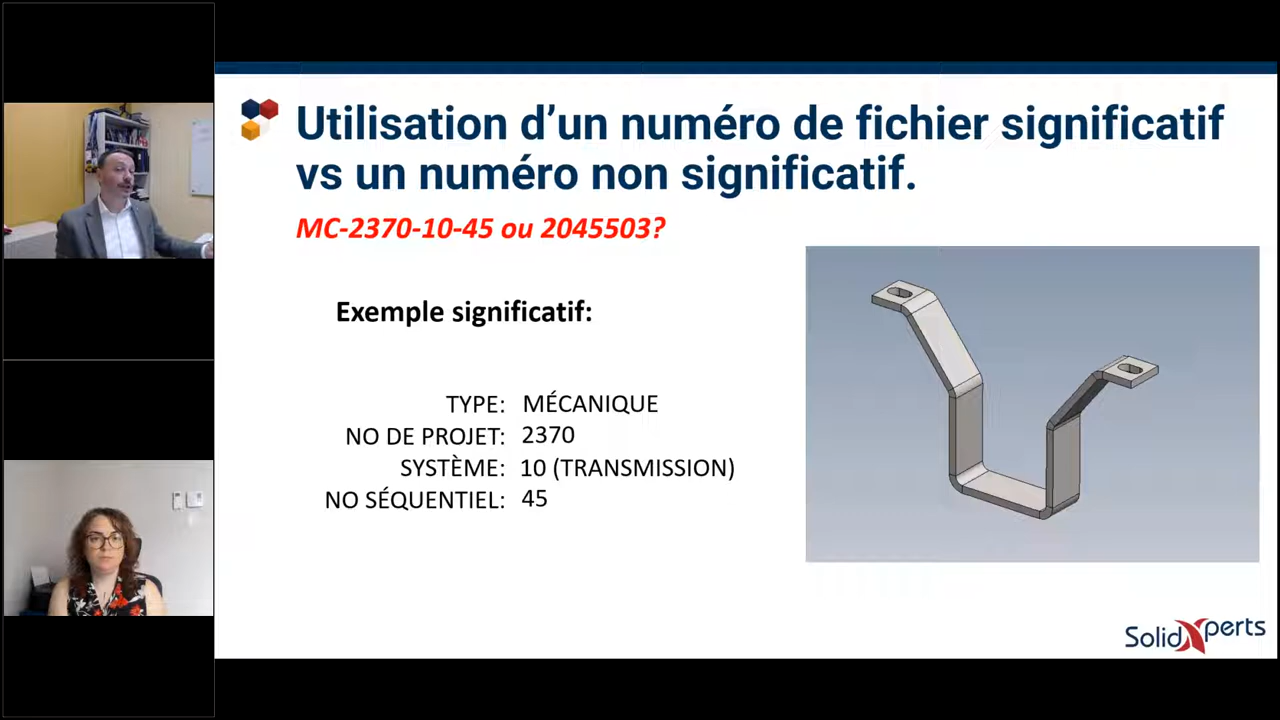 Utilisation d’un numéro de fichier significatif
vs un numéro non significatif.
MC-2370-10-45 ou 2045503?
Exemple significatif:
TYPE: MÉCANIQUE
NO DE PROJET: 2370
SYSTÈME: 10 (TRANSMISSION)
NO SÉQUENTIEL: 45
SolidXperts